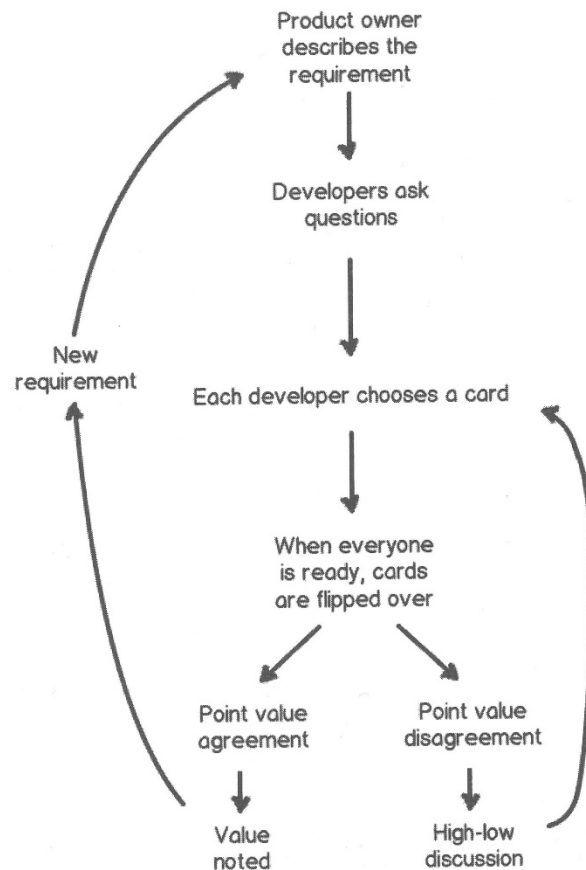 Product owner
describes the
requirement
Developers ask
questions
New
requirement
Each developer chooses a card
When everyone
is ready, cards
are flipped over
Point value
agreement
Point value
disagreement
Value
noted
High-low
discussion